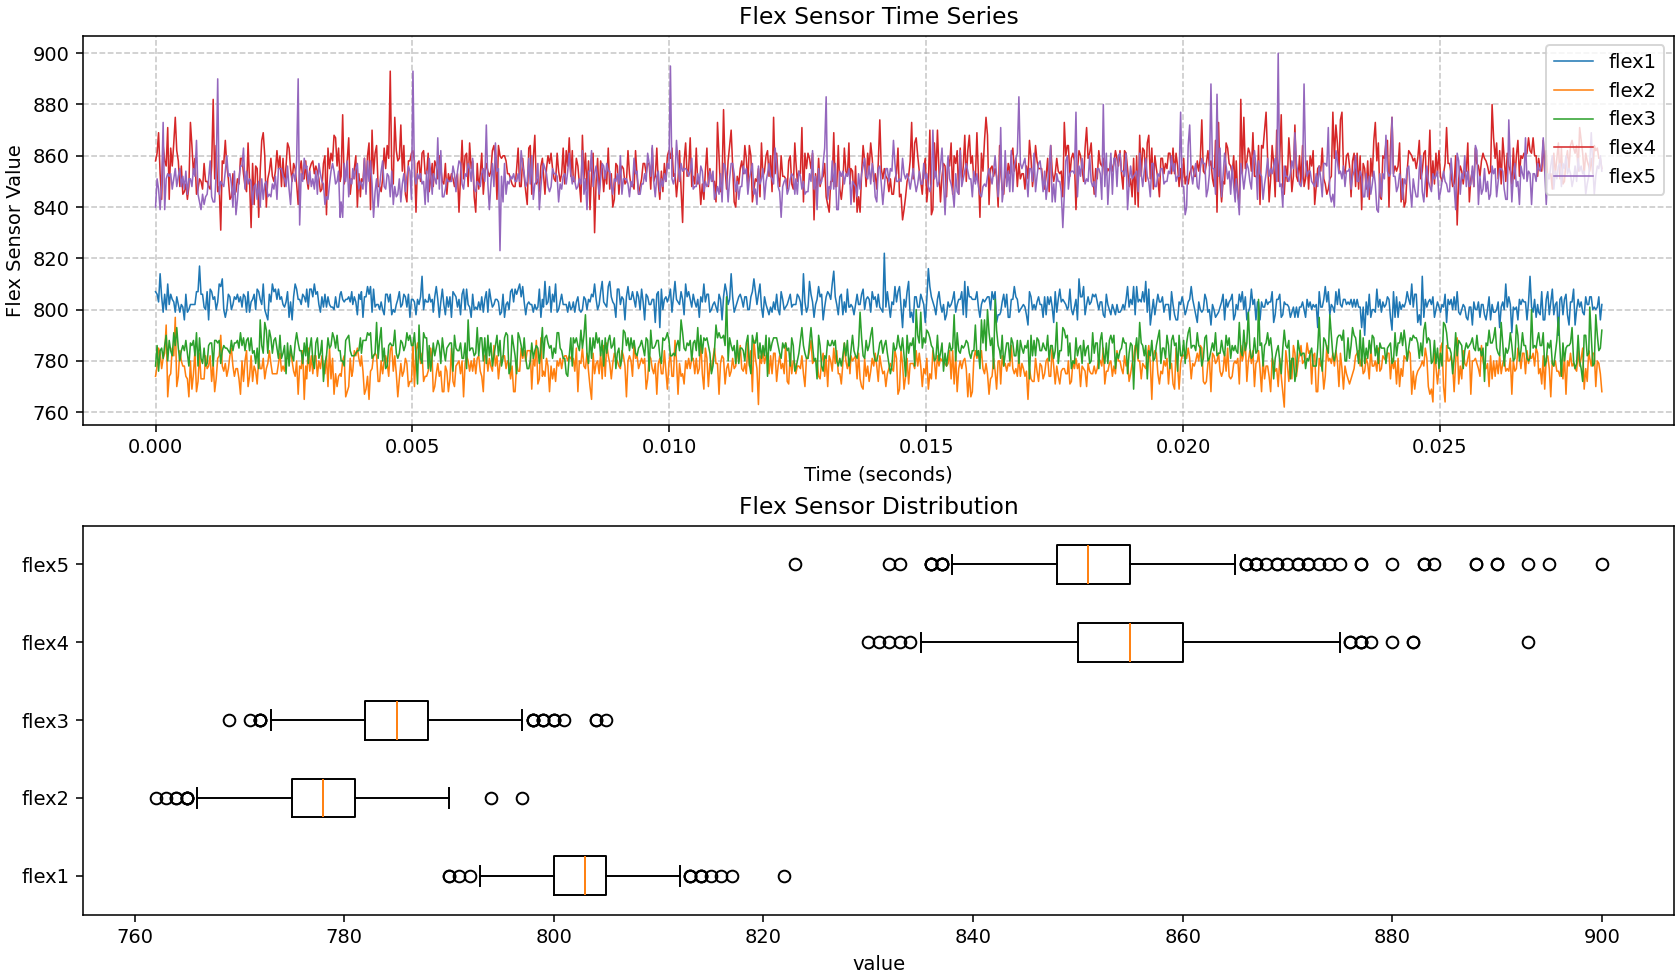 Flex Sensor Time Series
Flex Sensor Value
900
880
860
840
820
800
780
760
flex1
flex2
flex3
flex4
flex5
0.000 0.005 0.010 0.015 0.020 0.025
Time (seconds)
Flex Sensor Distribution
flex5
flex4
flex3
flex2
flex1
760 780 800 820 840 860 880 900
value